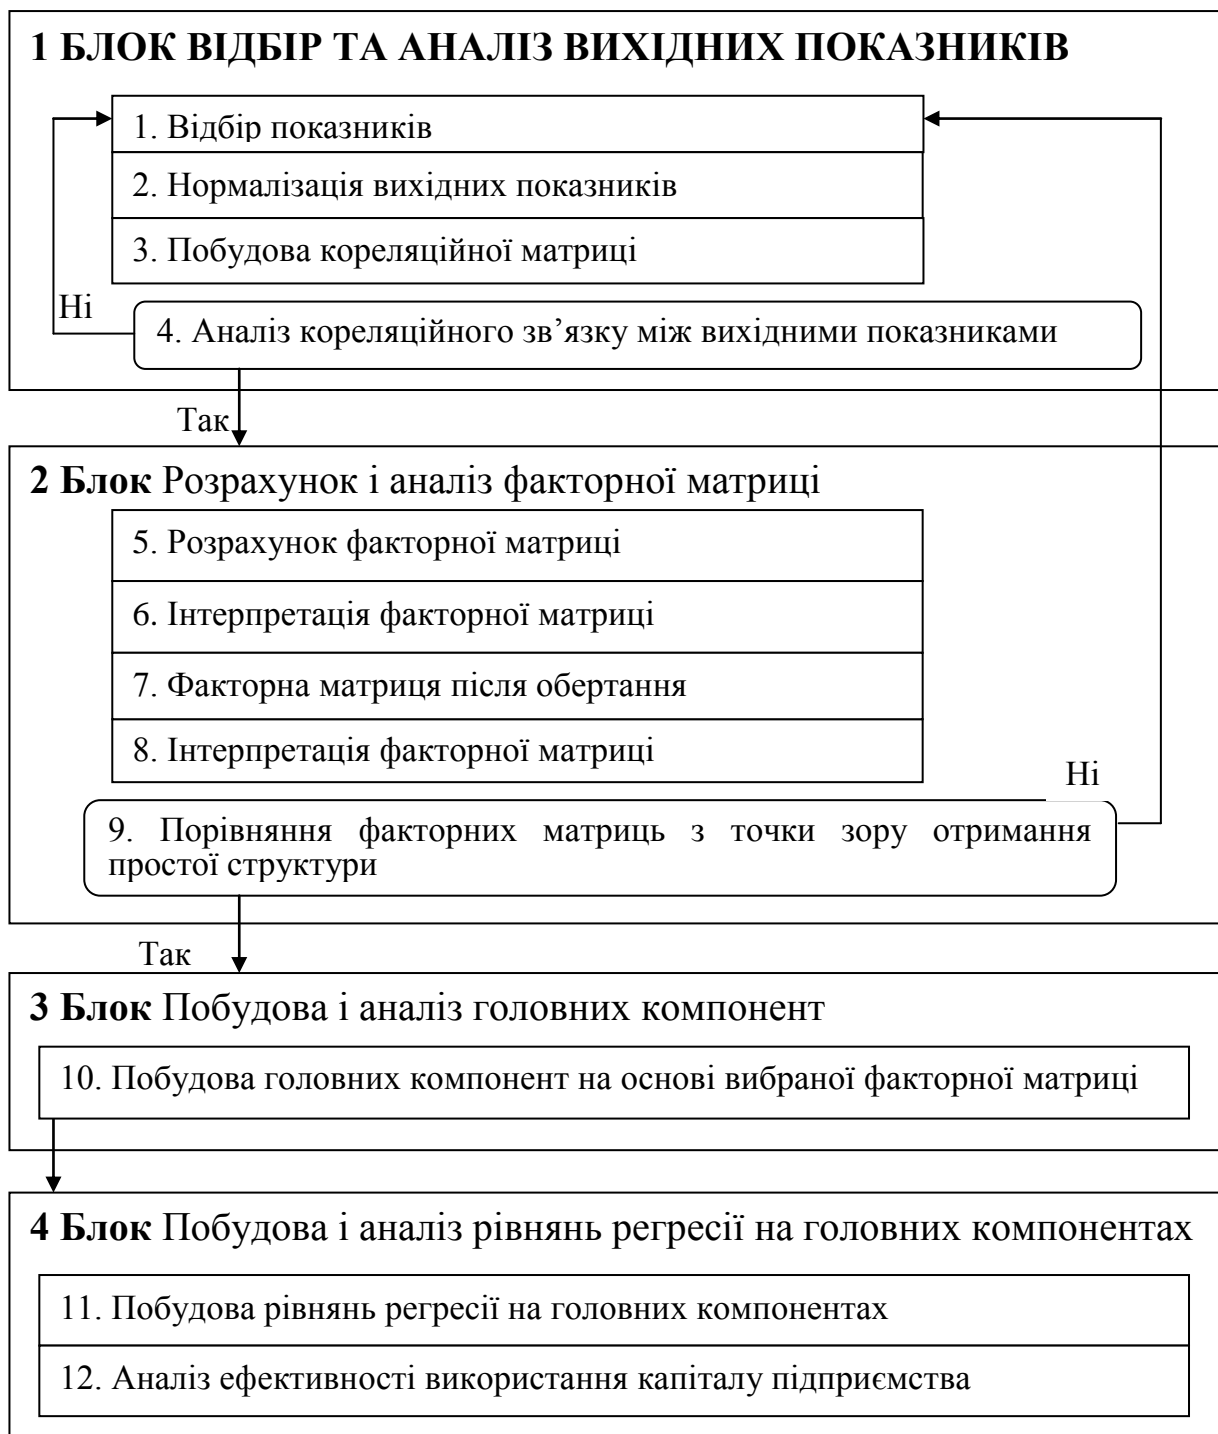 1 БЛОК ВІДБІР ТА АНАЛІЗ ВИХІДНИХ ПОКАЗНИКІВ
1. Відбір показників
2. Нормалізація вихідних показників
3. Побудова кореляційної матриці
Ні
4. Аналіз кореляційного зв’язку між вихідними показниками
Так
2 Блок Розрахунок і аналіз факторної матриці
5. Розрахунок факторної матриці
6. Інтерпретація факторної матриці
7. Факторна матриця після обертання
8. Інтерпретація факторної матриці
Ні
9. Порівняння факторних матриць з точки зору отримання
простої структури
Так
3 Блок Побудова і аналіз головних компонент
10. Побудова головних компонент на основі вибраної факторної матриці
4 Блок Побудова і аналіз рівнянь регресії на головних компонентах
11. Побудова рівнянь регресії на головних компонентах
12. Аналіз ефективності використання капіталу підприємства